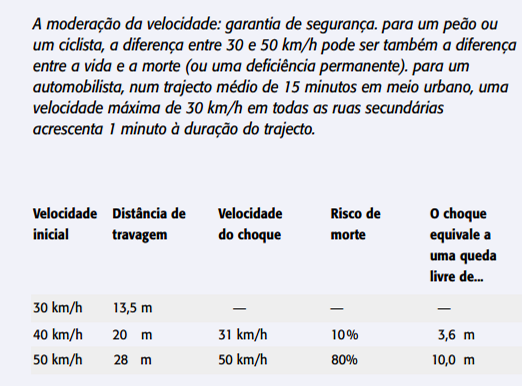 A moderação da velocidade: garantia de segurança. para um peão ou
um ciclista, a diferença entre 30 e 50 km/h pode ser também a diferença
entre a vida e a morte (ou uma deficiência permanente). para um
automobilista, num trajecto médio de 15 minutos em meio urbano, uma
velocidade máxima de 30 km/h em todas as ruas secundárias
acrescenta 1 minuto à duração do trajecto.
Velocidade Distância de Velocidade Risco de O choque
inicial travagem do choque morte equivale a
uma queda
livre de...
30 km/h 13,5 m — — —
40 km/h 20 m 31 km/h 10% 3,6 m
50 km/h 28 m 50 km/h 80% 10,0 m